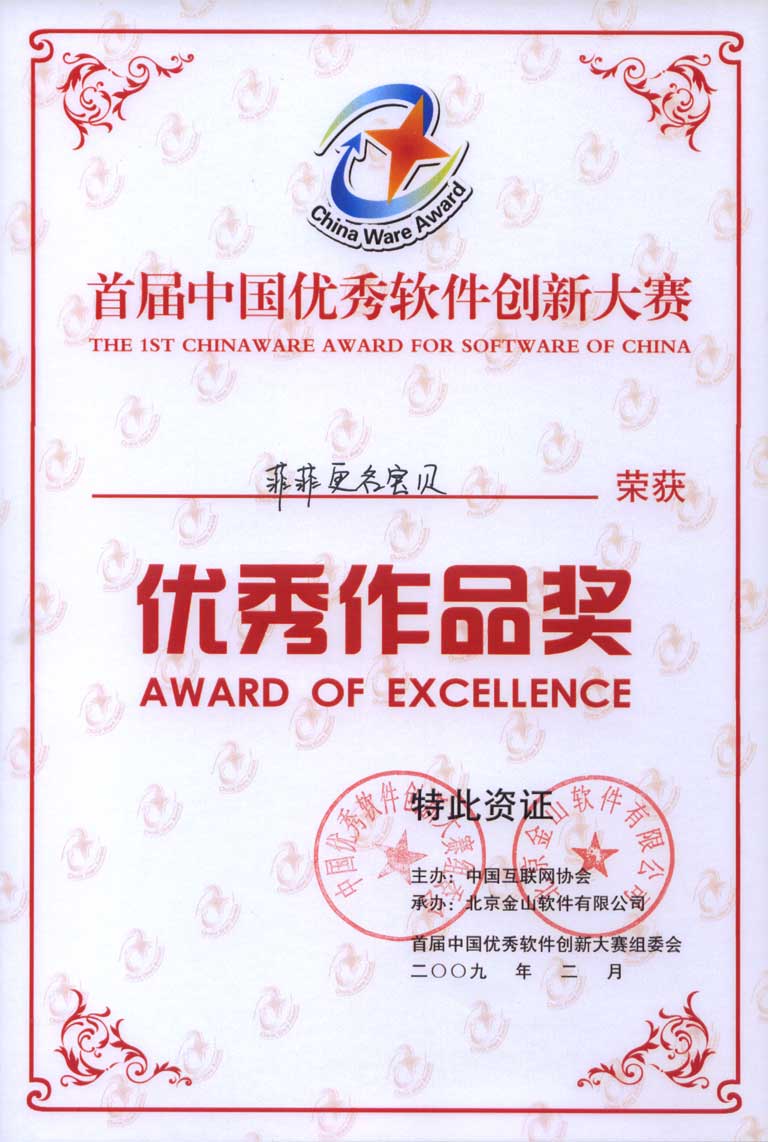 China Ware Award
首届中国优秀软件创新大赛
THE 1ST CHINAWARE AWARD FOR SOFTWARE OF CHINA
菲菲更名宝贝 荣获
优秀作品奖
AWARD OF EXCELLENCE
特此资证
中国优秀软件创新大赛组委会
北京金山软件有限公司
主办：中国互联网协会
承办：北京金山软件有限公司
首届中国优秀软件创新大赛组委会
二〇〇九 年 二 月